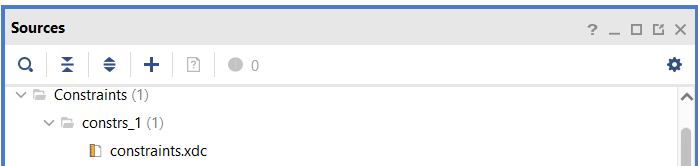 Sources
0
Constraints (1)
constrs_1 (1)
constraints.xdc